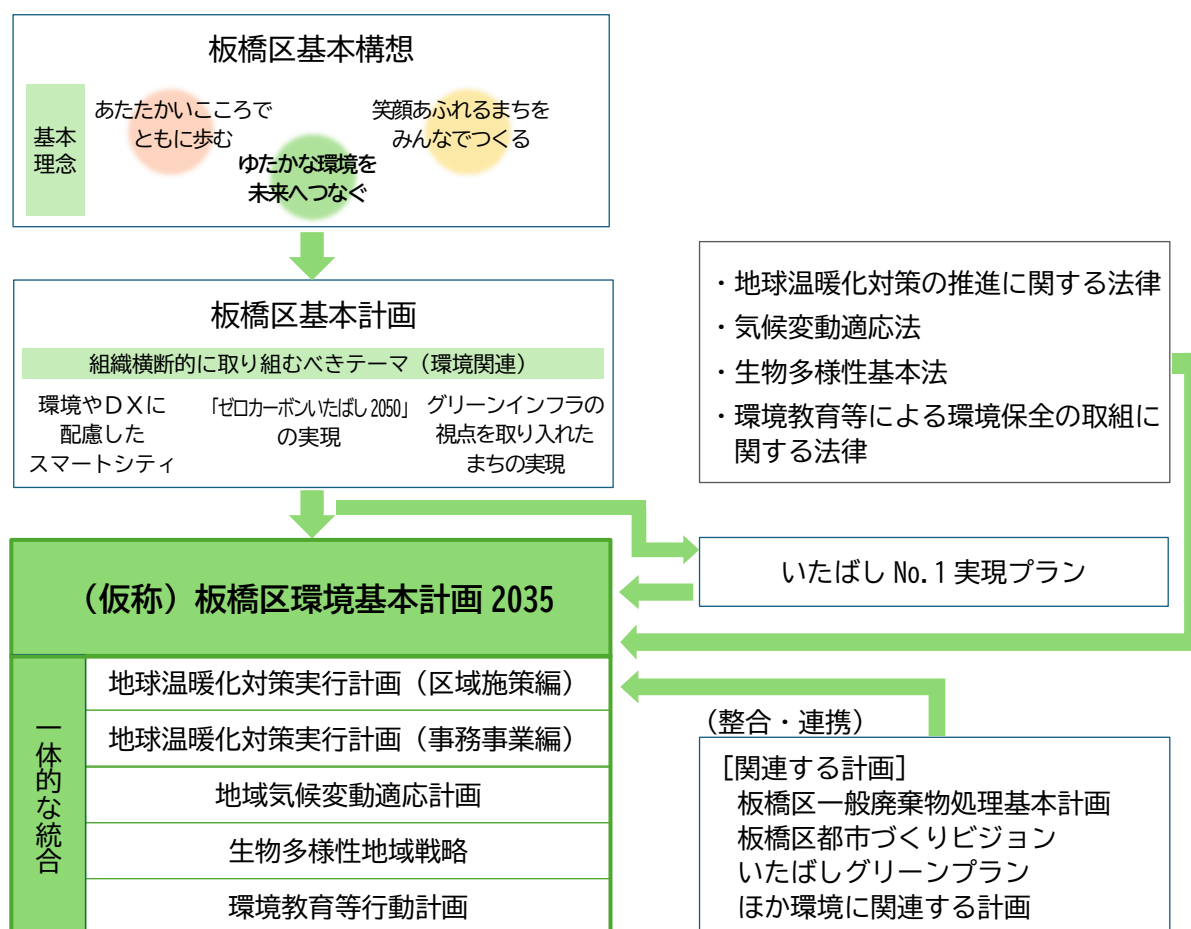 板橋区基本構想
基本
理念
あたたかいこころで
ともに歩む
ゆたかな環境を
未来へつなぐ
笑顔あふれるまちを
みんなでつくる
板橋区基本計画
組織横断的に取り組むべきテーマ（環境関連）
環境やＤＸに
配慮した
スマートシティ
「ゼロカーボンいたばし2050」
の実現
グリーンインフラの
視点を取り入れた
まちの実現
・地球温暖化対策の推進に関する法律
・気候変動適応法
・生物多様性基本法
・環境教育等による環境保全の取組に
関する法律
いたばし No.1 実現プラン
（仮称）板橋区環境基本計画 2035
一体的な統合
地球温暖化対策実行計画（区域施策編）
地球温暖化対策実行計画（事務事業編）
地域気候変動適応計画
生物多様性地域戦略
環境教育等行動計画
（整合・連携）
［関連する計画］
板橋区一般廃棄物処理基本計画
板橋区都市づくりビジョン
いたばしグリーンプラン
ほか環境に関連する計画